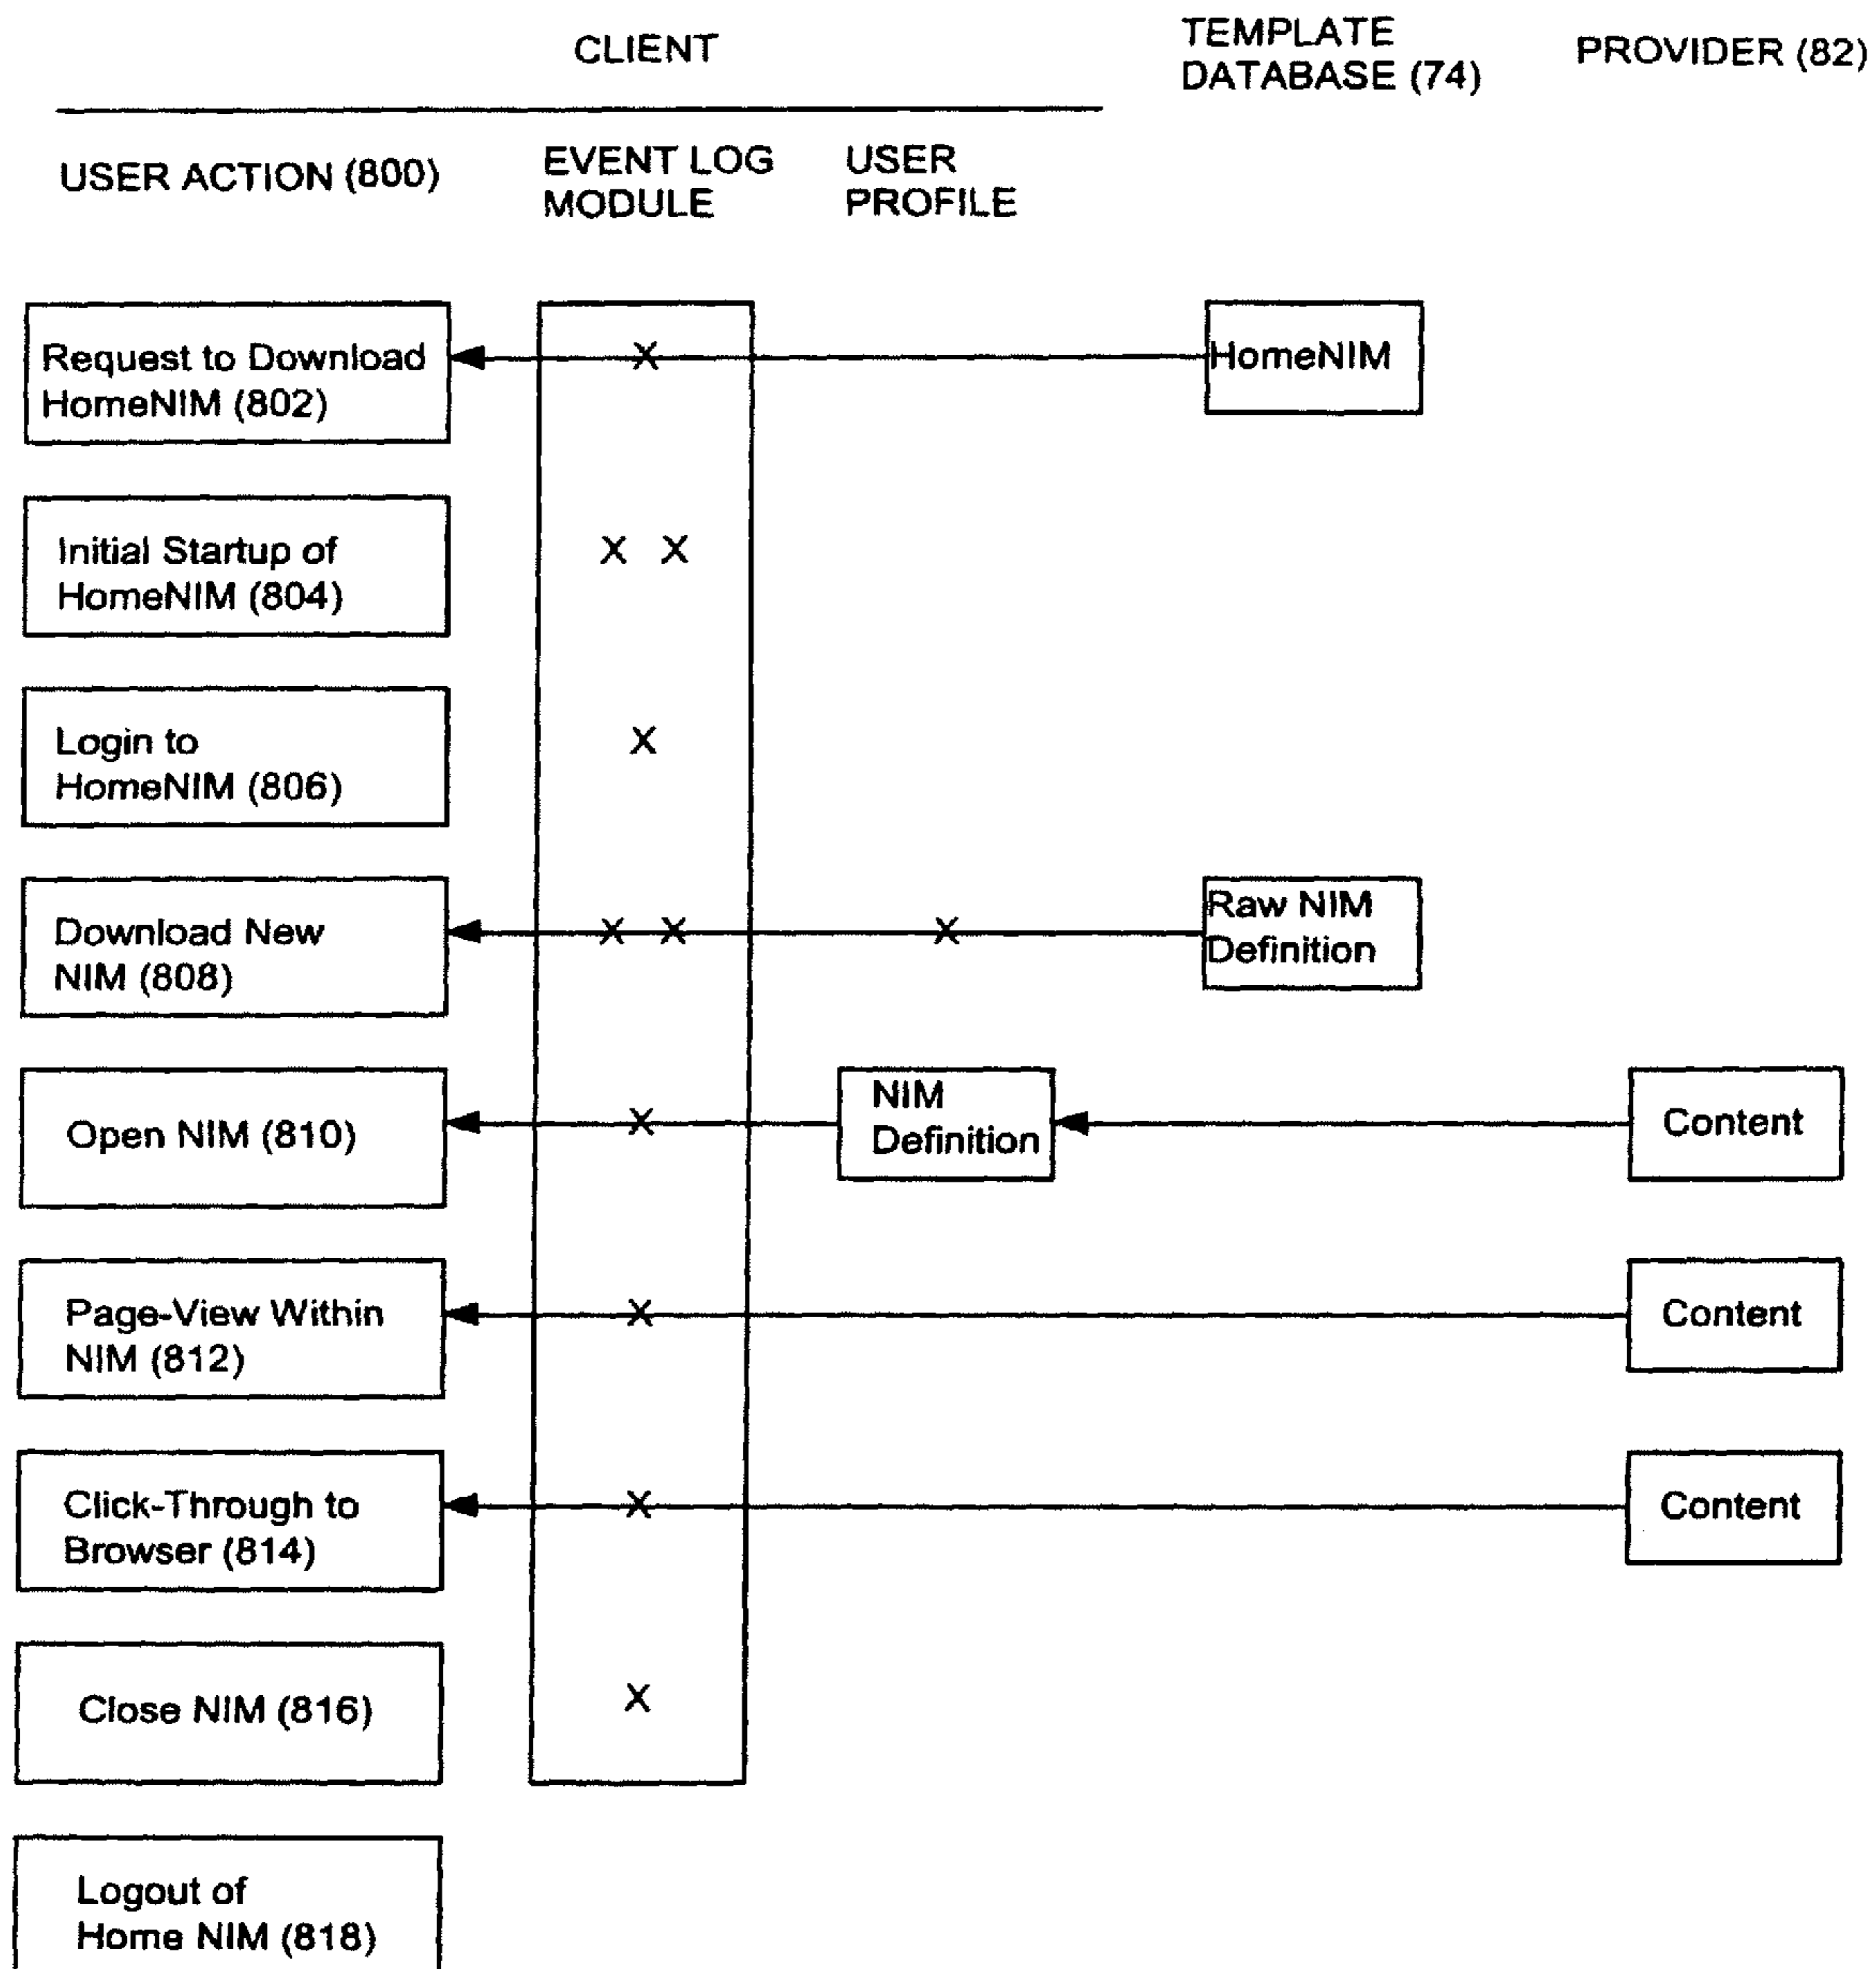 CLIENT
TEMPLATE
DATABASE (74)
PROVIDER (82)
USER ACTION (800)
EVENT LOG
MODULE
USER
PROFILE
Request to Download
HomeNIM (802)
X
HomeNIM
Initial Startup of
HomeNIM (804)
X X
Login to
HomeNIM (806)
X
Download New
NIM (808)
X X
X
Raw NIM
Definition
Open NIM (810)
X
NIM
Definition
Content
Page-View Within
NIM (812)
X
Content
Click-Through to
Browser (814)
X
Content
Close NIM (816)
X
Logout of
Home NIM (818)